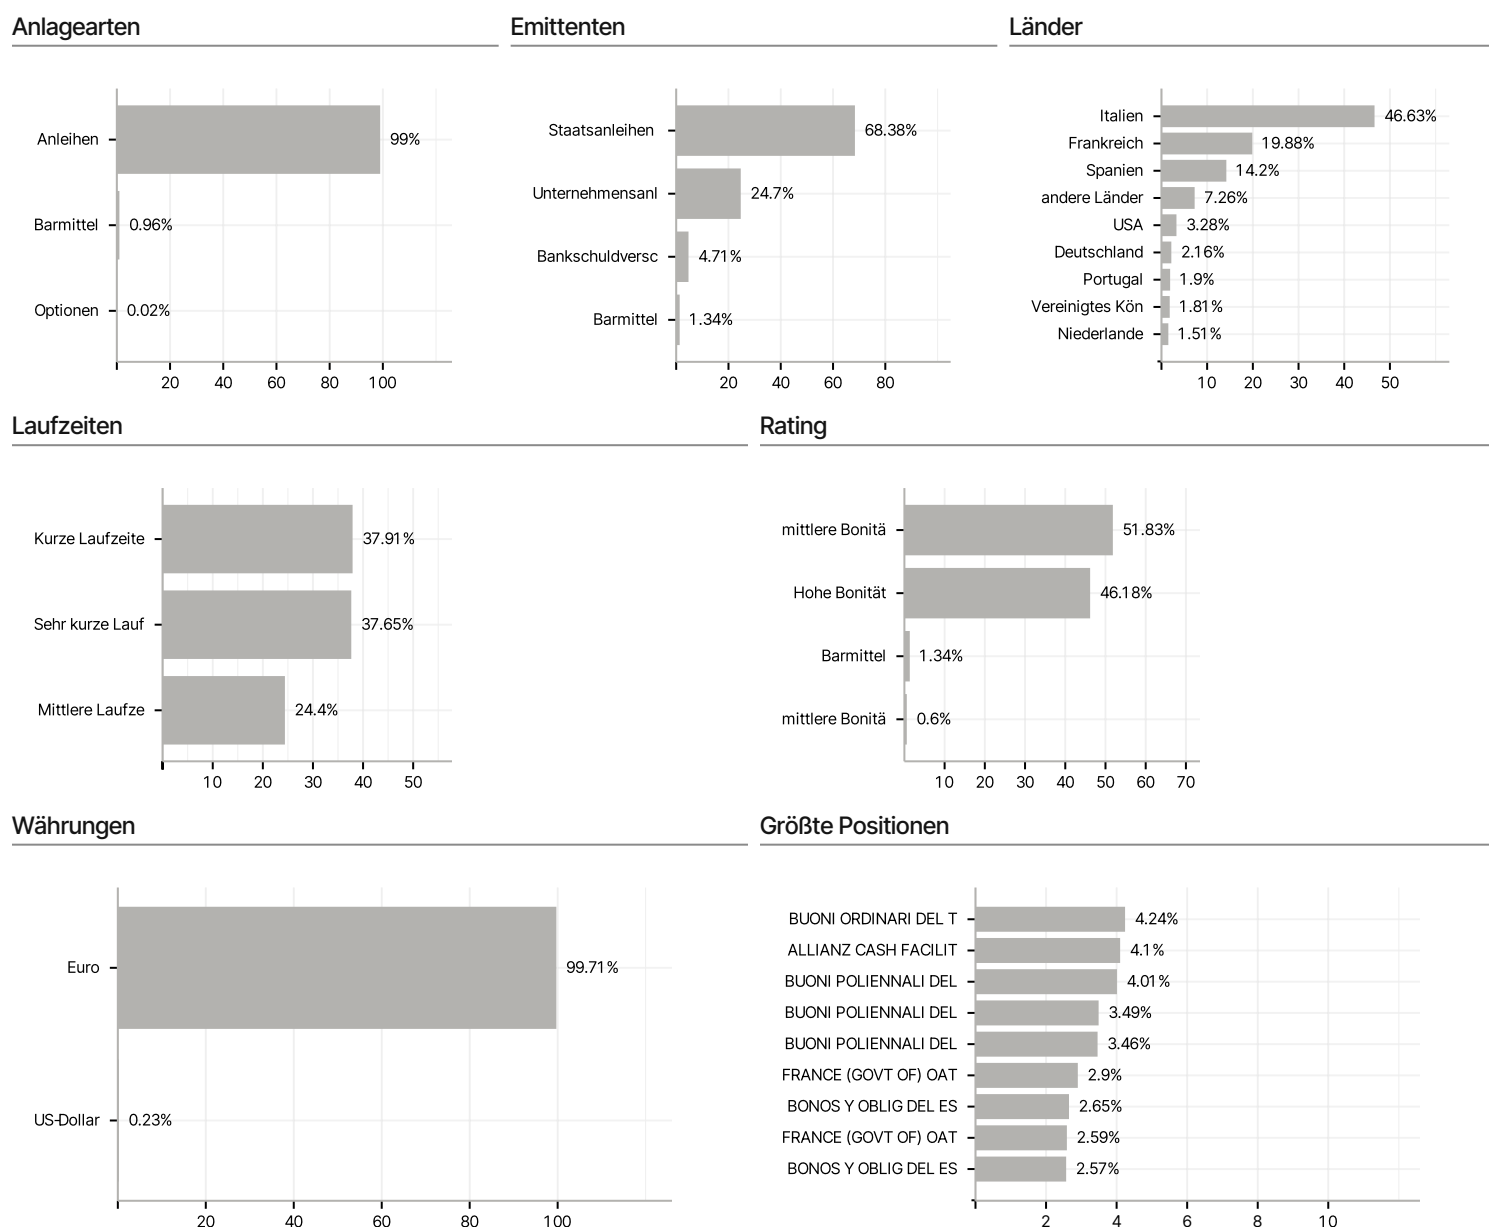 Anlagearten
Anleihen 99%
Barmittel 0.96%
Optionen 0.02%
20 40 60 80 100
Emittenten
Staatsanleihen 68.38%
Unternehmensanl 24.7%
Bankschuldversc 4.71%
Barmittel 1.34%
20 40 60 80
Länder
Italien 46.63%
Frankreich 19.88%
Spanien 14.2%
andere Länder 7.26%
USA 3.28%
Deutschland 2.16%
Portugal 1.9%
Vereinigtes Kön 1.81%
Niederlande 1.51%
10 20 30 40 50
Laufzeiten
Kurze Laufzeite 37.91%
Sehr kurze Lauf 37.65%
Mittlere Laufze 24.4%
10 20 30 40 50
Rating
mittlere Bonitä 51.83%
Hohe Bonität 46.18%
Barmittel 1.34%
mittlere Bonitä 0.6%
10 20 30 40 50 60 70
Währungen
Euro 99.71%
US-Dollar 0.23%
20 40 60 80 100
Größte Positionen
BUONI ORDINARI DEL T 4.24%
ALLIANZ CASH FACILIT 4.1%
BUONI POLIENNALI DEL 4.01%
BUONI POLIENNALI DEL 3.49%
BUONI POLIENNALI DEL 3.46%
FRANCE (GOVT OF) OAT 2.9%
BONOS Y OBLIG DEL ES 2.65%
FRANCE (GOVT OF) OAT 2.59%
BONOS Y OBLIG DEL ES 2.57%
2 4 6 8 10